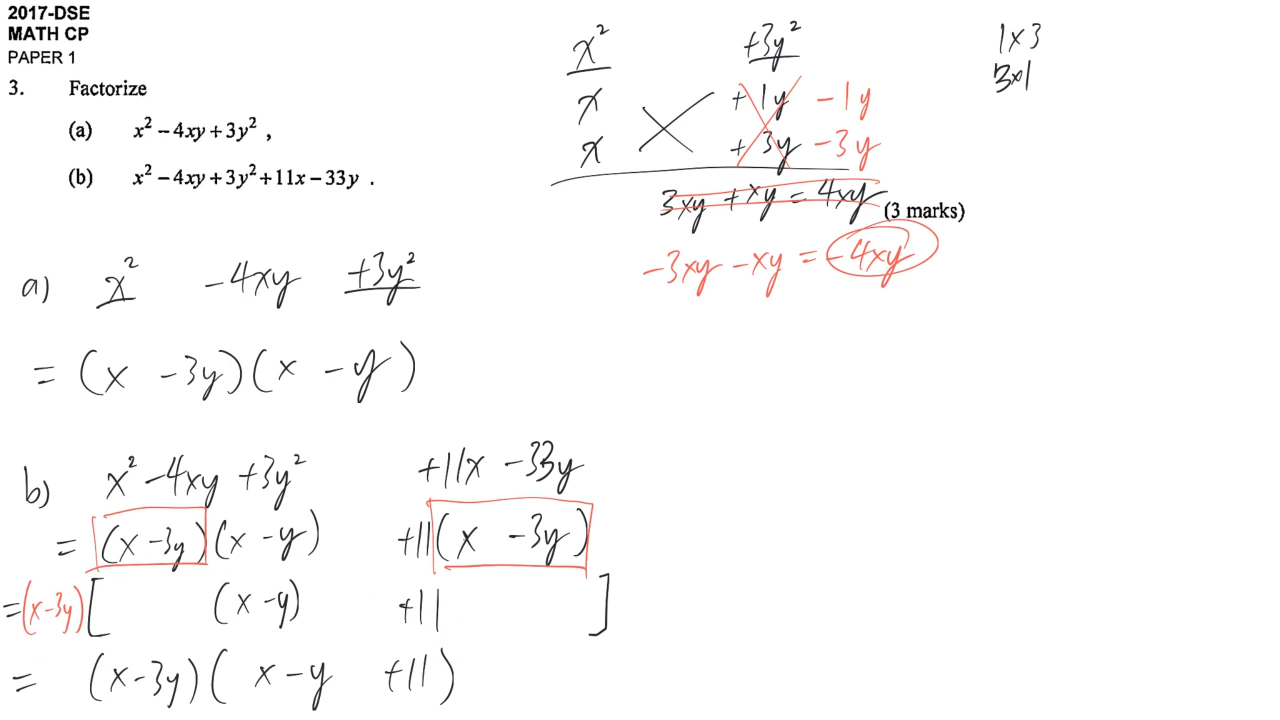 2017-DSE
MATH CP
PAPER 1
3. Factorize
(a) x² − 4xy + 3y² ,
(b) x² − 4xy + 3y² + 11x − 33y .
(3 marks)
x² +3y²
x +1y −1y
x +3y −3y
3xy + xy = 4xy
−3xy − xy = −4xy
1×3
3×1
a) x² −4xy +3y²
= (x −3y)(x −y)
b) x² −4xy +3y² +11x −33y
= (x −3y)(x −y) +11(x −3y)
=(x−3y)[ (x −y) +11 ]
= (x−3y)( x −y +11)